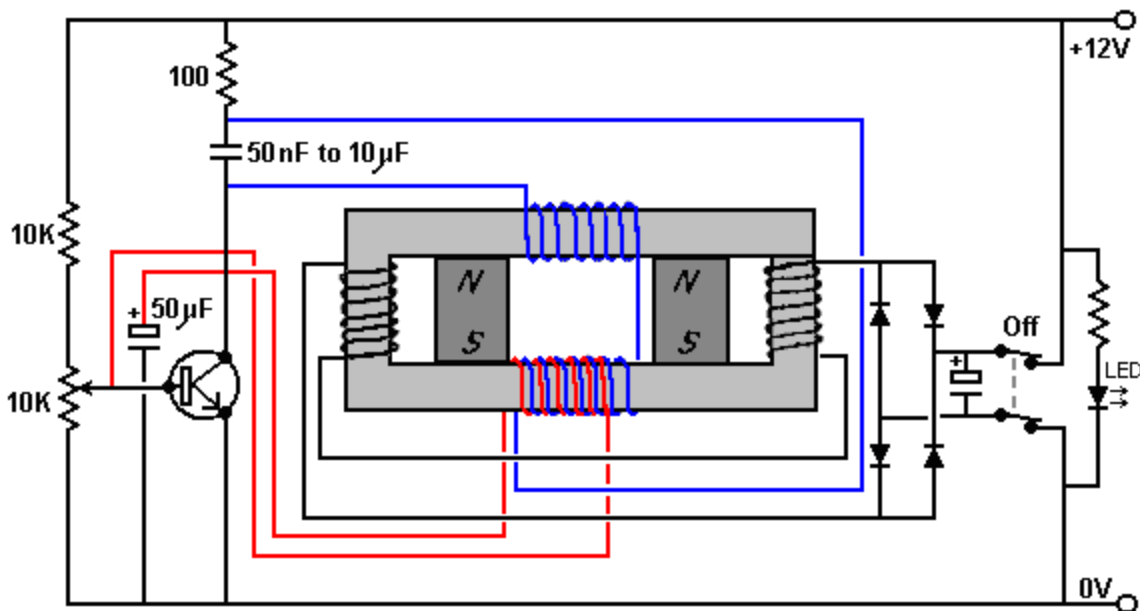 +12V
100
50nF to 10µF
10K
N
N
50µF
+
+
Off
S
S
LED
10K
0V